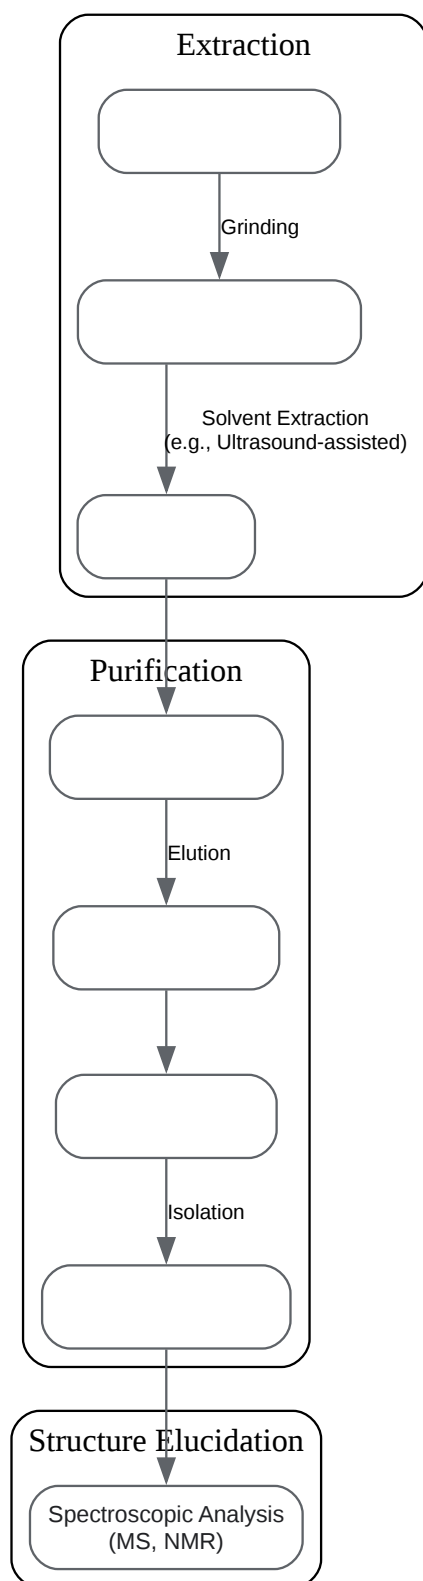 Extraction
Grinding
Solvent Extraction
(e.g., Ultrasound-assisted)
Purification
Elution
Isolation
Structure Elucidation
Spectroscopic Analysis
(MS, NMR)